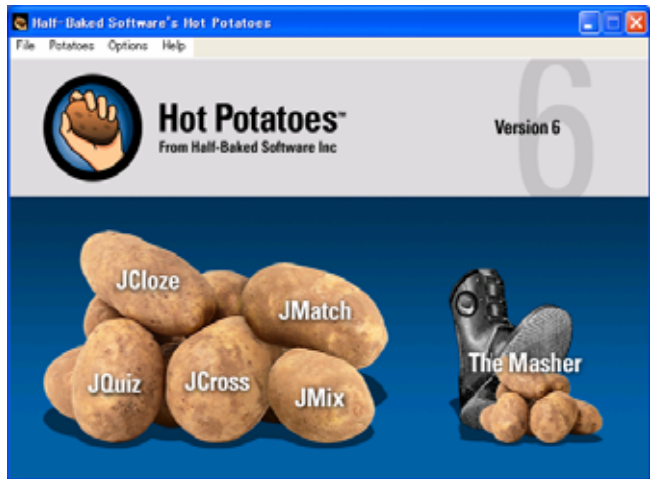 Half-Baked Software's Hot Potatoes
File Potatoes Options Help
Hot Potatoes™
From Half-Baked Software Inc
Version 6
6
JCloze
JMatch
JQuiz
JCross
JMix
The Masher